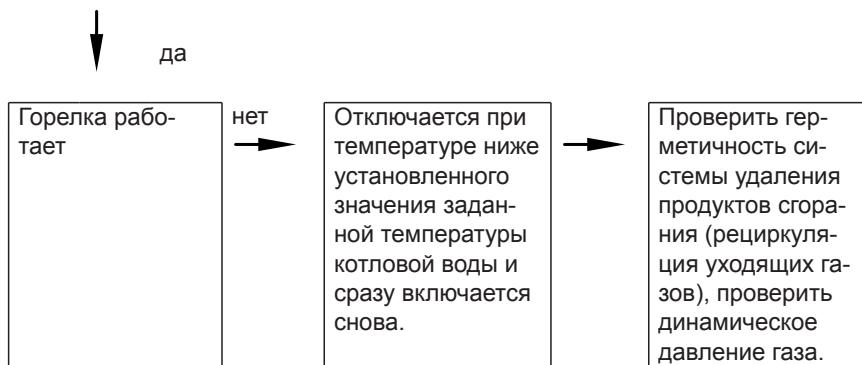 да
Горелка рабо-
тает
нет
Отключается при
температуре ниже
установленного
значения задан-
ной температуры
котловой воды и
сразу включается
снова.
Проверить гер-
метичность си-
стемы удаления
продуктов сгора-
ния (рециркуля-
ция уходящих га-
зов), проверить
динамическое
давление газа.